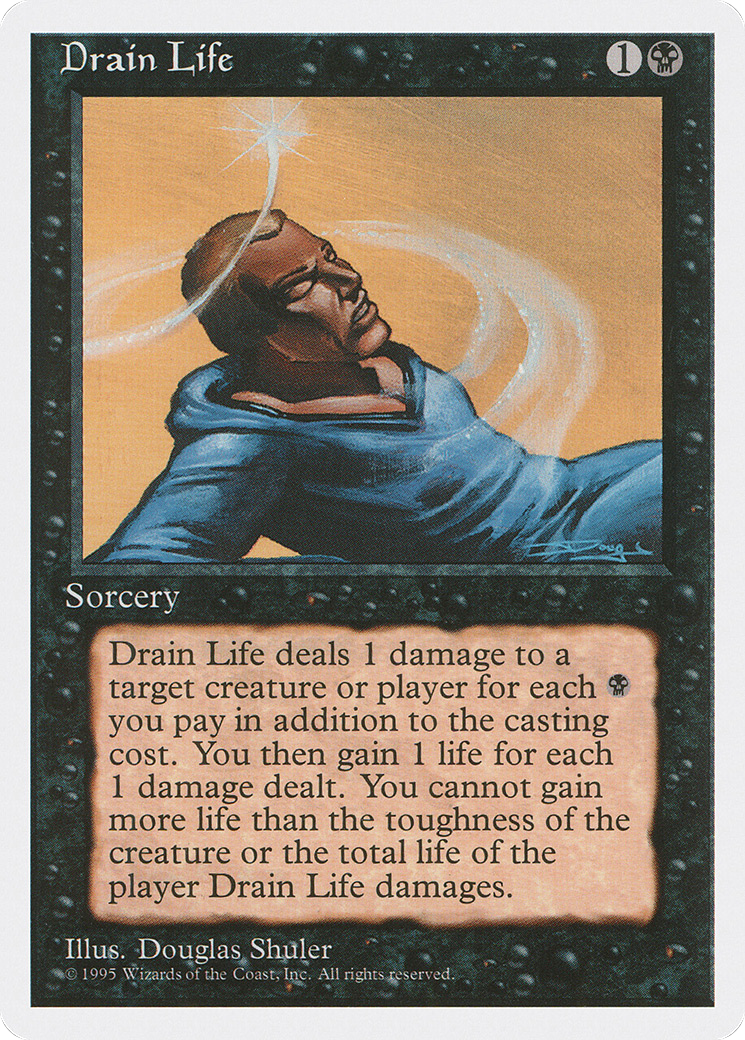 Drain Life
1
Sorcery
Drain Life deals 1 damage to a
target creature or player for each
you pay in addition to the casting
cost. You then gain 1 life for each
1 damage dealt. You cannot gain
more life than the toughness of the
creature or the total life of the
player Drain Life damages.
Illus. Douglas Shuler
© 1995 Wizards of the Coast, Inc. All rights reserved.